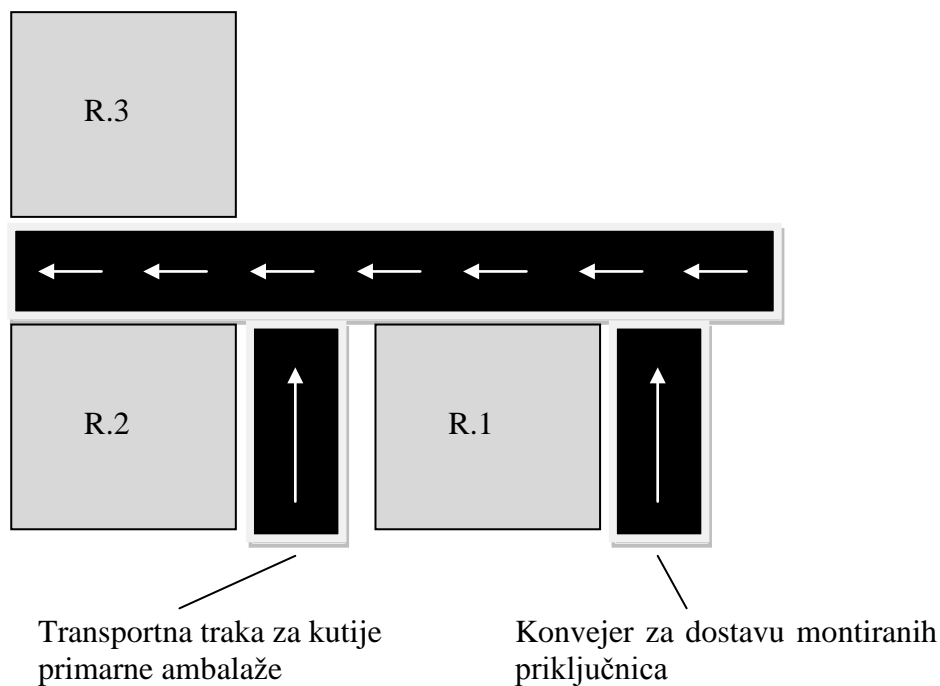 R.3
R.2
R.1
Transportna traka za kutije
primarne ambalaže
Konvejer za dostavu montiranih
priključnica